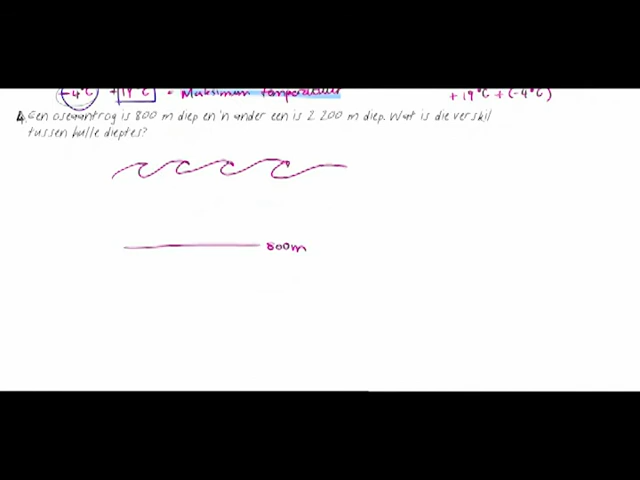 -4°C + 19°C = Maksimum temperatuur
+19°C + (-4°C)
4. Een oseaantrog is 800 m diep en 'n ander een is 2 200 m diep. Wat is die verskil
tussen hulle dieptes?
800m